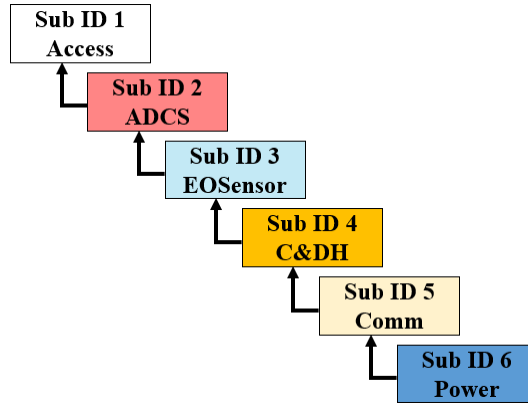 Sub ID 1
Access
Sub ID 2
ADCS
Sub ID 3
EOSensor
Sub ID 4
C&DH
Sub ID 5
Comm
Sub ID 6
Power